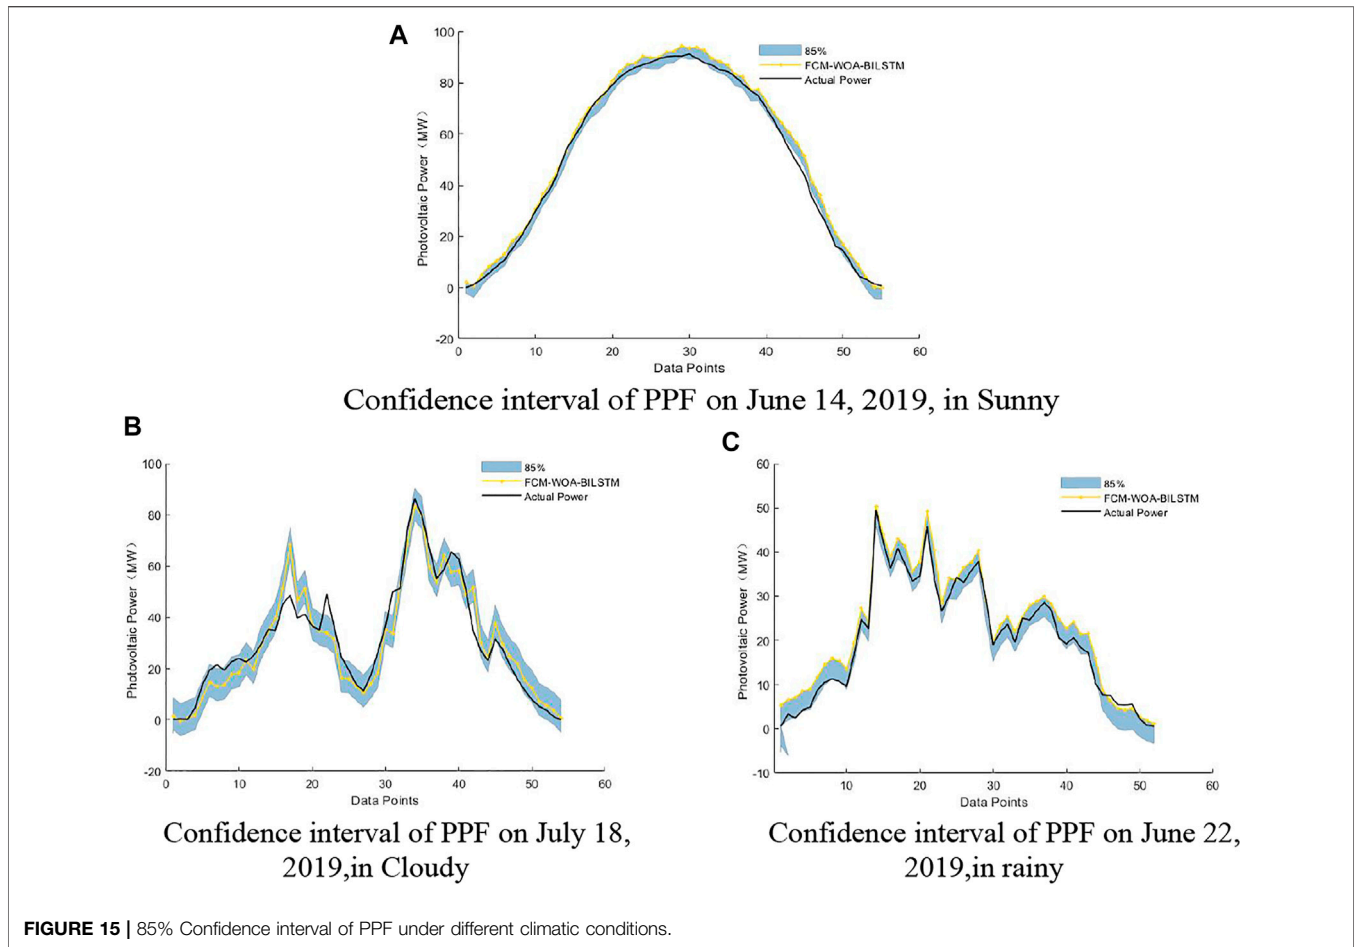 A
100
80
60
40
20
0
-20
Photovoltaic Power（MW）
85%
FCM-WOA-BILSTM
Actual Power
0 10 20 30 40 50 60
Data Points
Confidence interval of PPF on June 14, 2019, in Sunny
B
100
80
60
40
20
0
-20
Photovoltaic Power（MW）
85%
FCM-WOA-BILSTM
Actual Power
0 10 20 30 40 50 60
Data Points
Confidence interval of PPF on July 18,
2019,in Cloudy
C
60
50
40
30
20
10
0
-10
Photovoltaic Power（MW）
85%
FCM-WOA-BILSTM
Actual Power
10 20 30 40 50 60
Data Points
Confidence interval of PPF on June 22,
2019,in rainy
FIGURE 15 | 85% Confidence interval of PPF under different climatic conditions.